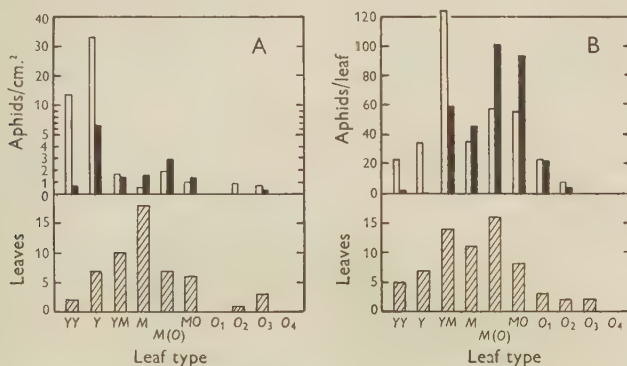 A
Aphids/cm.²
40
30
20
10
5
4
3
2
1
0
Leaves
15
10
5
0
YY Y YM M M(O) MO O₁ O₂ O₃ O₄
Leaf type
B
Aphids/leaf
120
100
80
60
40
20
0
Leaves
15
10
5
0
YY Y YM M M(O) MO O₁ O₂ O₃ O₄
Leaf type